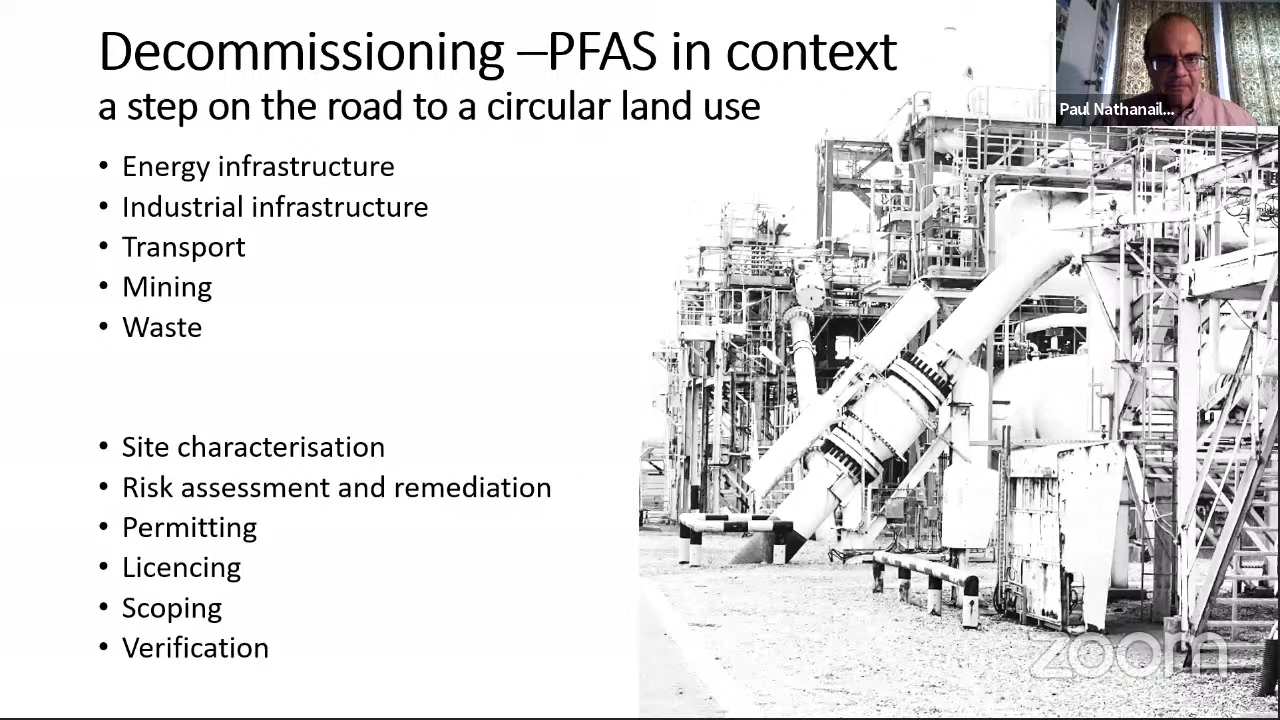 Decommissioning –PFAS in context
a step on the road to a circular land use
• Energy infrastructure
• Industrial infrastructure
• Transport
• Mining
• Waste
• Site characterisation
• Risk assessment and remediation
• Permitting
• Licencing
• Scoping
• Verification
Paul Nathanail...
zoom